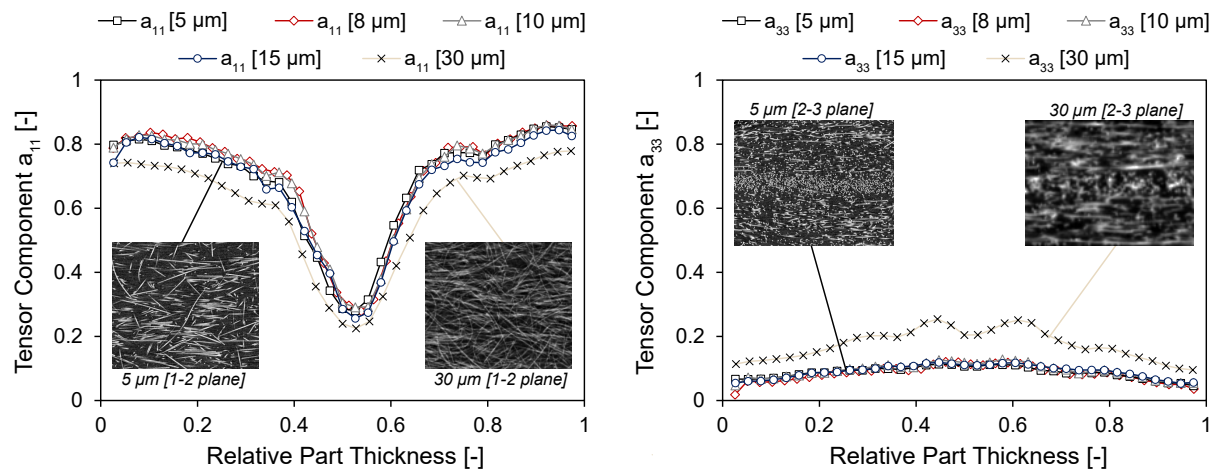 a₁₁ [5 µm] a₁₁ [8 µm] a₁₁ [10 µm]
a₁₁ [15 µm] a₁₁ [30 µm]
Tensor Component a₁₁ [-]
1
0.8
0.6
0.4
0.2
0
5 µm [1-2 plane]
30 µm [1-2 plane]
0 0.2 0.4 0.6 0.8 1
Relative Part Thickness [-]
a₃₃ [5 µm] a₃₃ [8 µm] a₃₃ [10 µm]
a₃₃ [15 µm] a₃₃ [30 µm]
Tensor Component a₃₃ [-]
1
0.8
0.6
0.4
0.2
0
5 µm [2-3 plane]
30 µm [2-3 plane]
0 0.2 0.4 0.6 0.8 1
Relative Part Thickness [-]